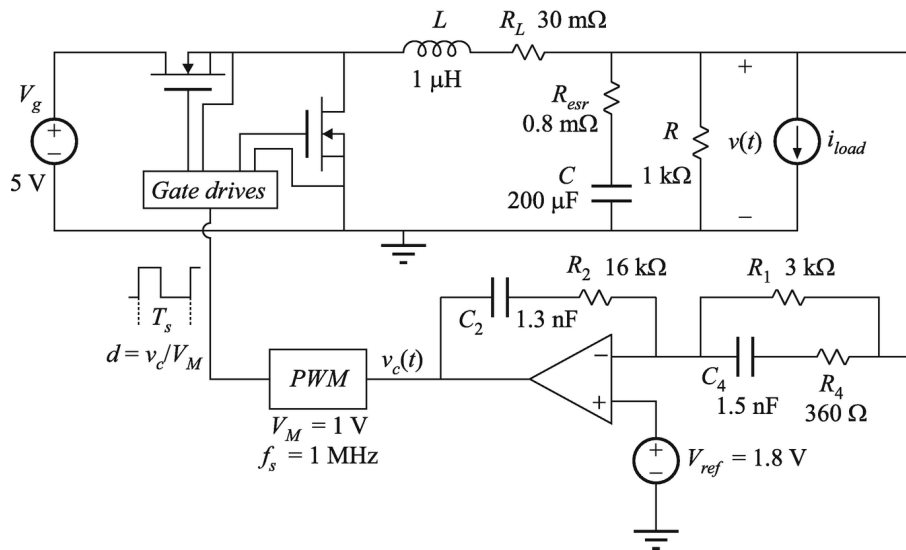 L
R_L 30 mΩ
1 μH
V_g
+
−
5 V
Gate drives
R_esr
0.8 mΩ
C
200 μF
R
1 kΩ
+
v(t)
−
i_load
T_s
d = v_c/V_M
PWM
V_M = 1 V
f_s = 1 MHz
v_c(t)
C_2
1.3 nF
R_2 16 kΩ
−
+
R_1 3 kΩ
C_4
1.5 nF
R_4
360 Ω
+
−
V_ref = 1.8 V